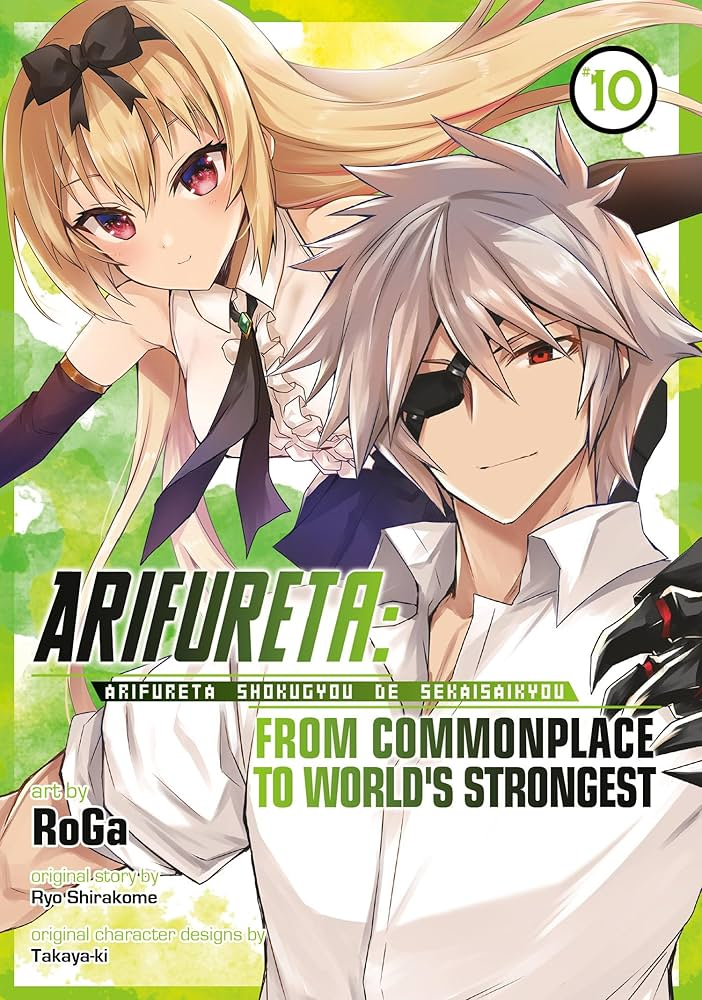 #10
ARIFURETA:
ARIFURETA SHOKUGYOU DE SEKAISAIKYOU
FROM COMMONPLACE
TO WORLD'S STRONGEST
art by
RoGa
original story by
Ryo Shirakome
original character designs by
Takaya-ki